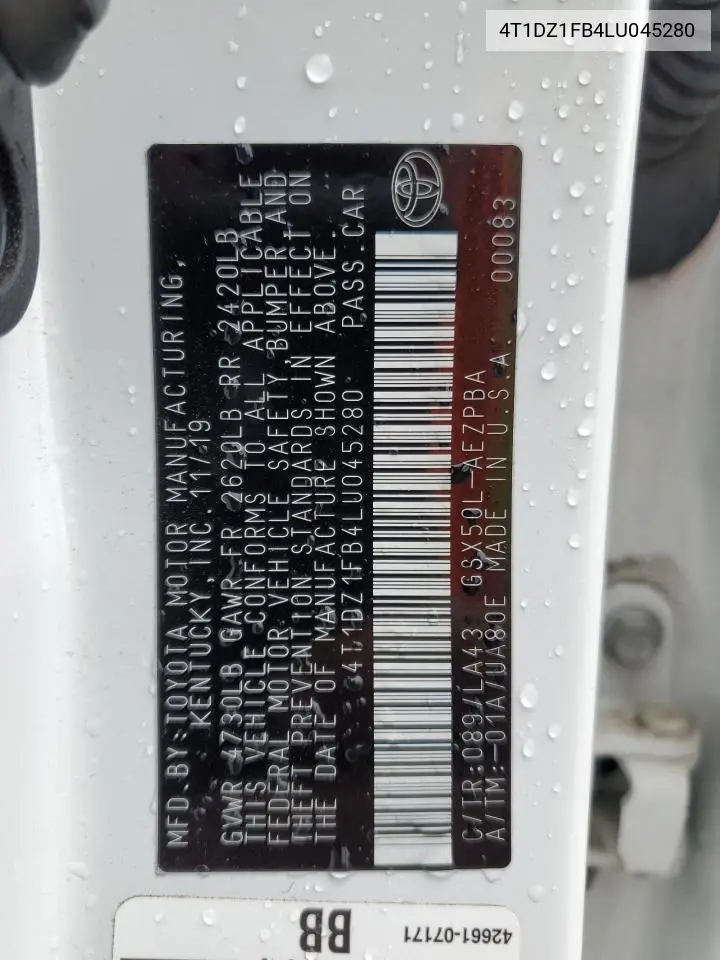 4T1DZ1FB4LU045280
MFD.BY:TOYOTA MOTOR MANUFACTURING,
KENTUCKY, INC. 11/19
GVWR 4730LB GAWR-FR 2620LB RR 2420LB
THIS VEHICLE CONFORMS TO ALL APPLICABLE
FEDERAL MOTOR VEHICLE SAFETY, BUMPER AND
THEFT PREVENTION STANDARDS IN EFFECT ON
THE DATE OF MANUFACTURE SHOWN ABOVE.
4T1DZ1FB4LU045280 PASS.CAR
C/TR:089/LA43 GSX50L-AEZPBA
A/TM:-01A/UA80E MADE IN U.S.A. 00083
BB
42661-07171